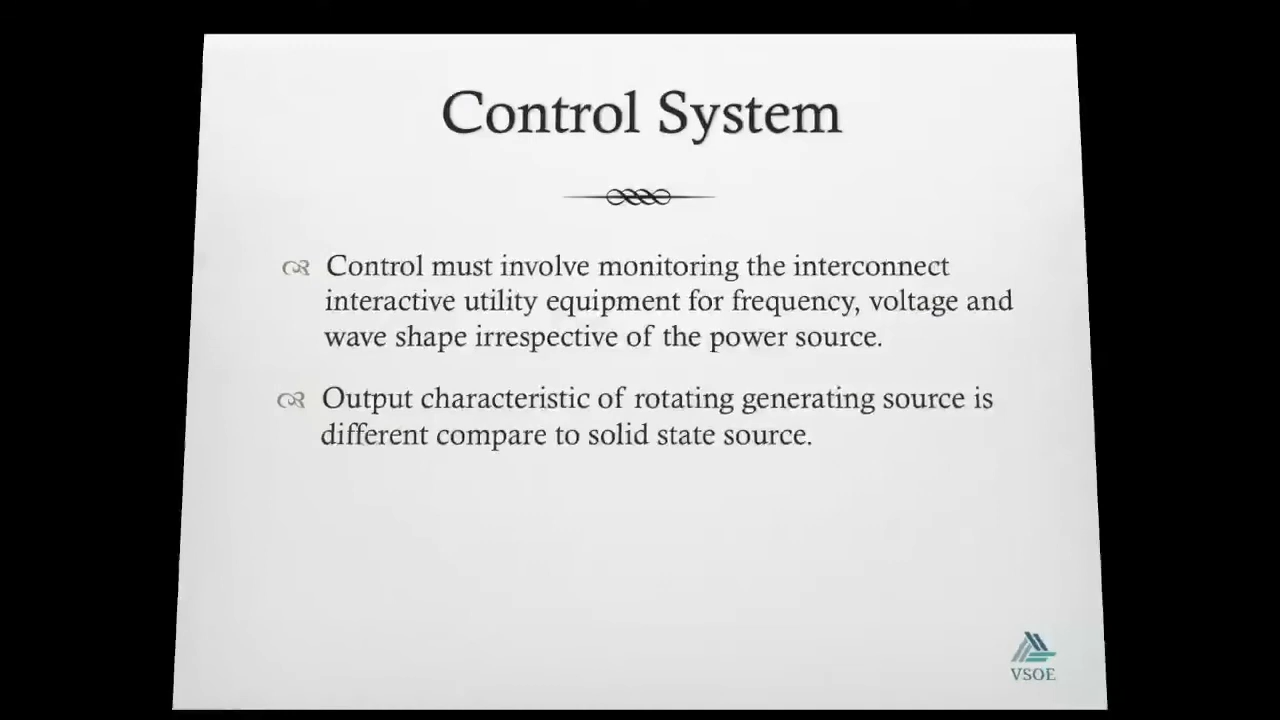 Control System
Control must involve monitoring the interconnect
interactive utility equipment for frequency, voltage and
wave shape irrespective of the power source.
Output characteristic of rotating generating source is
different compare to solid state source.
VSOE